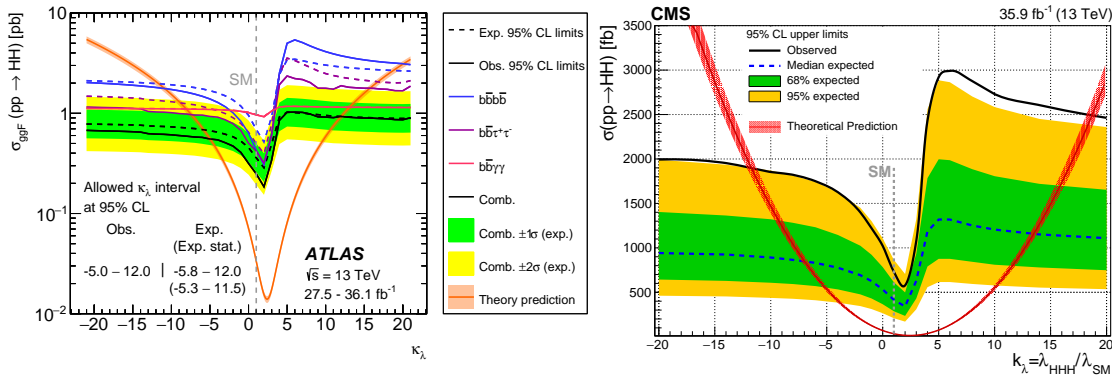 σggF (pp → HH) [pb]
10
1
10⁻¹
10⁻²
SM
Allowed κλ interval
at 95% CL
Obs. Exp.
(Exp. stat.)
-5.0 − 12.0 | -5.8 − 12.0
(-5.3 − 11.5)
ATLAS
√s = 13 TeV
27.5 - 36.1 fb⁻¹
−20 −15 −10 −5 0 5 10 15 20
κλ
Exp. 95% CL limits
Obs. 95% CL limits
bb̄bb̄
bb̄τ⁺τ⁻
bb̄γγ
Comb.
Comb. ±1σ (exp.)
Comb. ±2σ (exp.)
Theory prediction
CMS 35.9 fb⁻¹ (13 TeV)
σ(pp→HH) [fb]
3500
3000
2500
2000
1500
1000
500
95% CL upper limits
Observed
Median expected
68% expected
95% expected
Theoretical Prediction
SM
−20 −15 −10 −5 0 5 10 15 20
kλ=λHHH/λSM